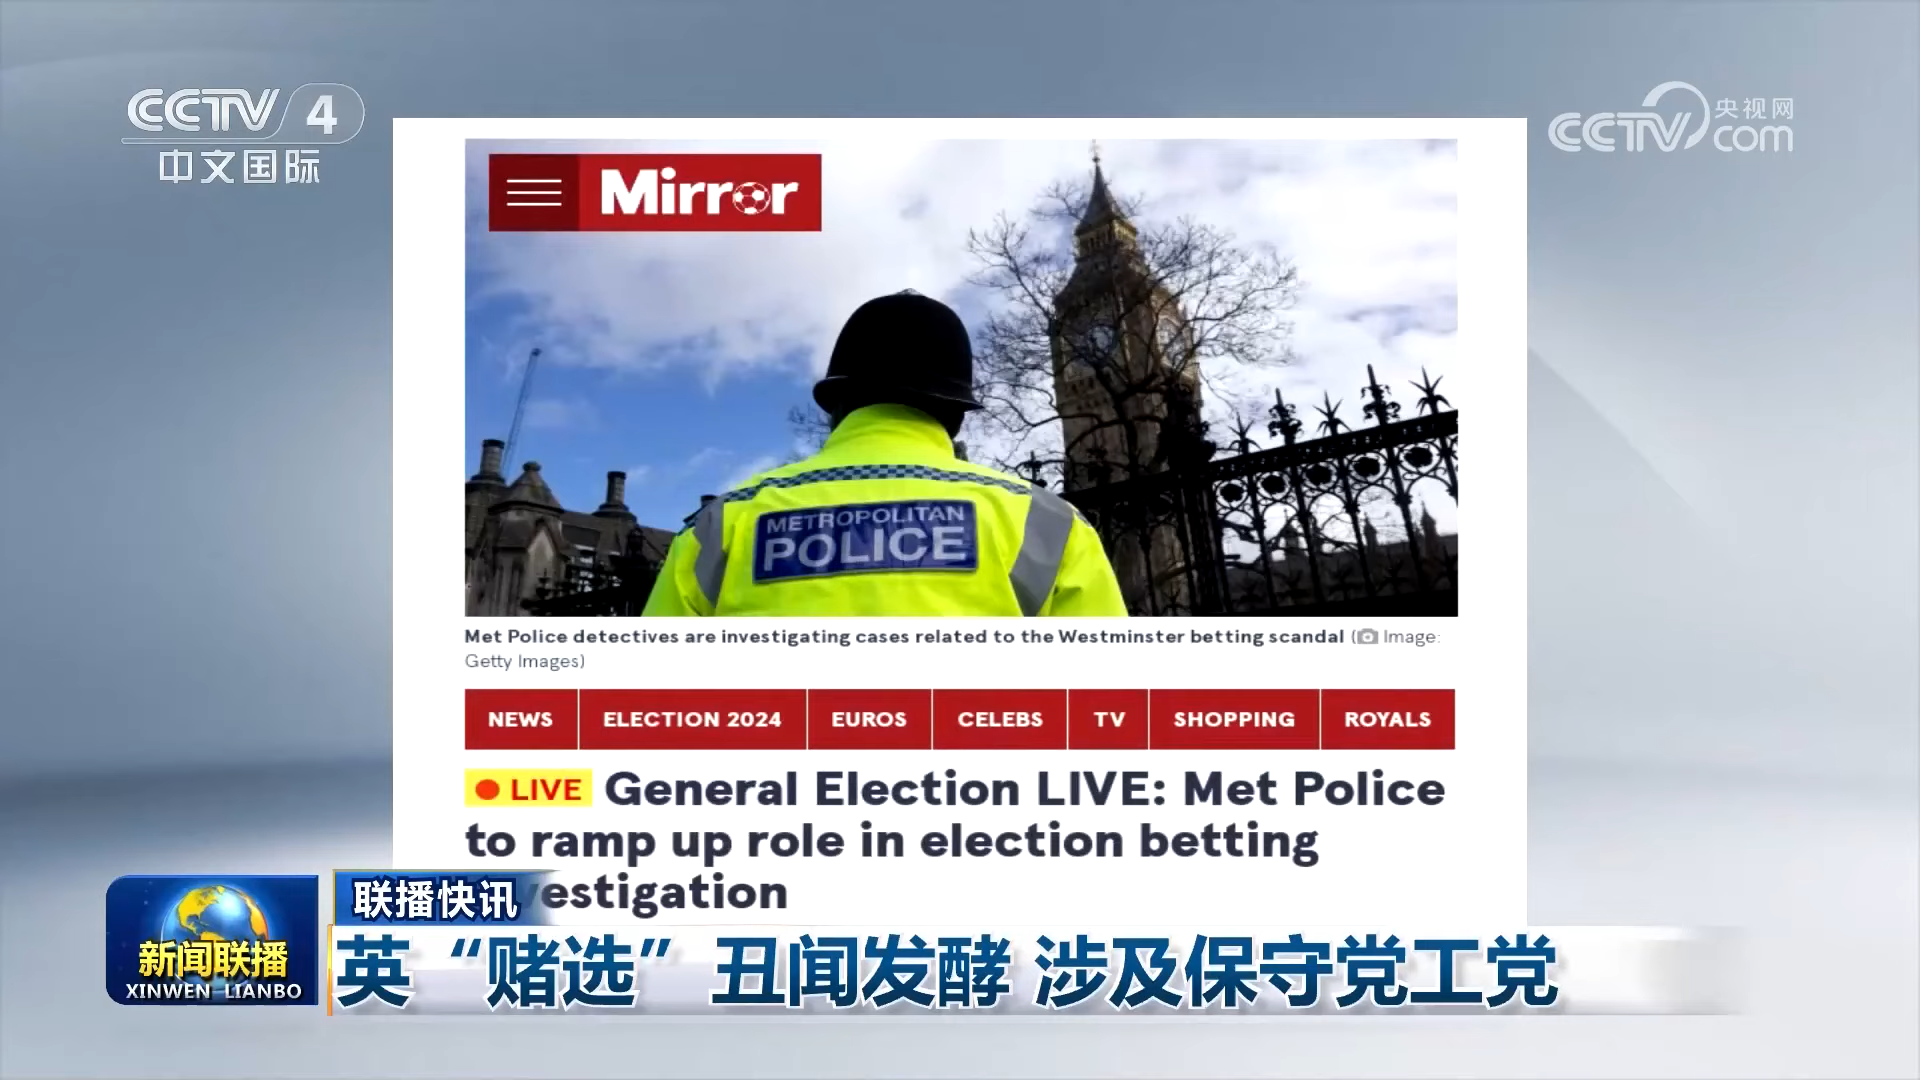 CCTV 4
中文国际
CCTV 央视网
com
Mirror
METROPOLITAN
POLICE
Met Police detectives are investigating cases related to the Westminster betting scandal (Image:
Getty Images)
NEWS ELECTION 2024 EUROS CELEBS TV SHOPPING ROYALS
LIVE General Election LIVE: Met Police
to ramp up role in election betting
vestigation
联播快讯
新闻联播
XINWEN LIANBO
英“赌选”丑闻发酵 涉及保守党工党